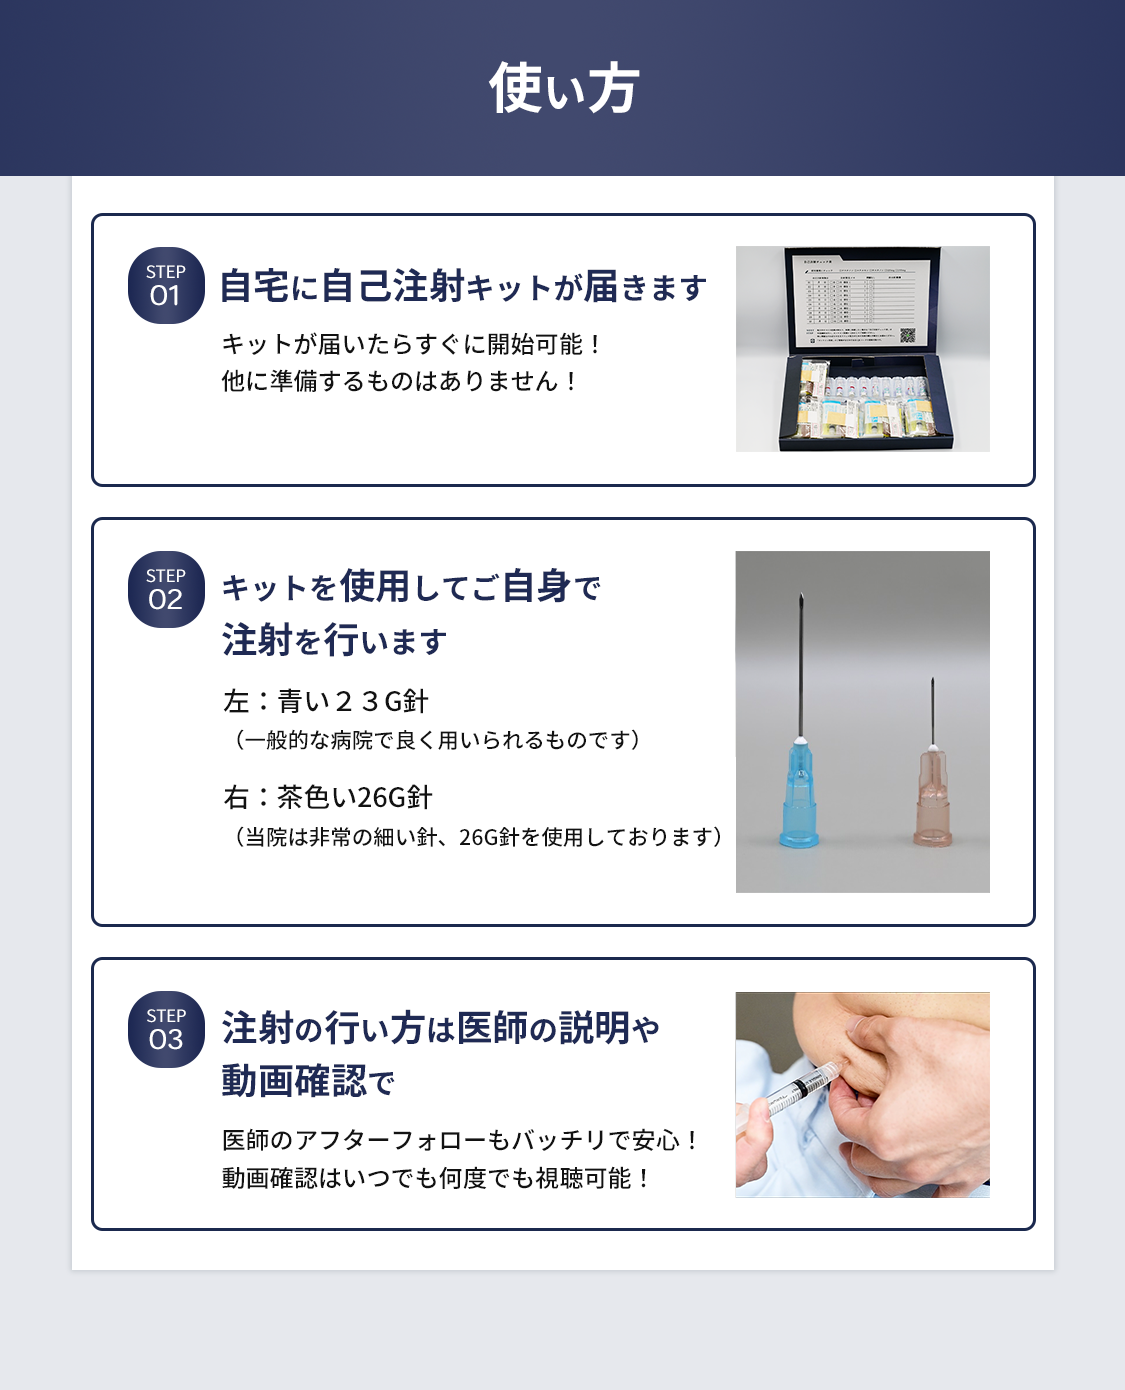 使い方
STEP
01
自宅に自己注射キットが届きます
キットが届いたらすぐに開始可能！
他に準備するものはありません！
STEP
02
キットを使用してご自身で
注射を行います
左：青い２３G針
（一般的な病院で良く用いられるものです）
右：茶色い26G針
（当院は非常の細い針、26G針を使用しております）
STEP
03
注射の行い方は医師の説明や
動画確認で
医師のアフターフォローもバッチリで安心！
動画確認はいつでも何度でも視聴可能！